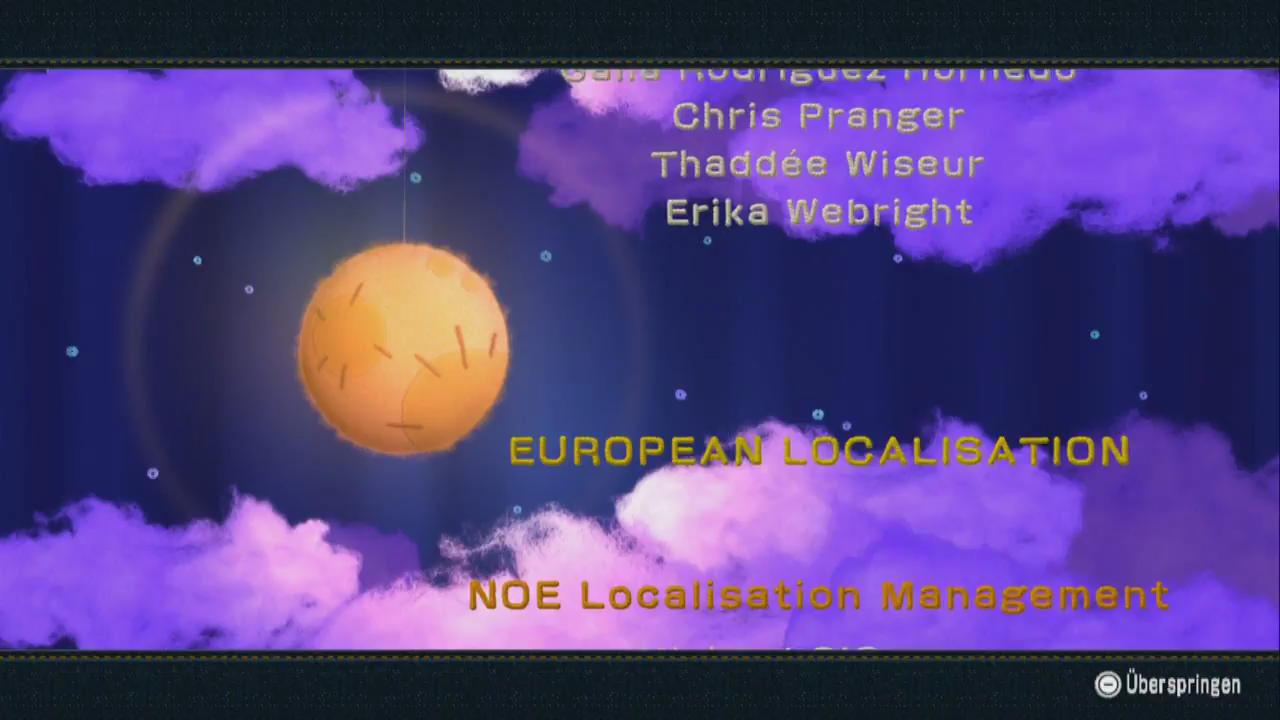 Chris Pranger
Thaddée Wiseur
Erika Webright
EUROPEAN LOCALISATION
NOE Localisation Management
Überspringen